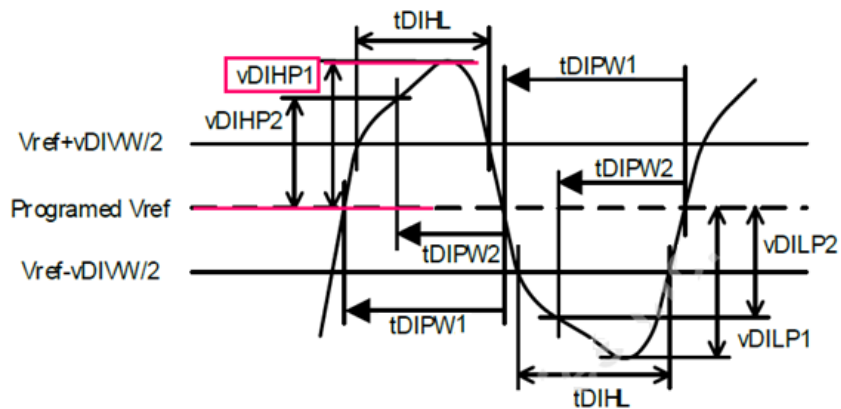 tDIHL
vDIHP1
tDIPW1
vDIHP2
Vref+vDIVW/2
tDIPW2
Programed Vref
tDIPW2
vDILP2
Vref-vDIVW/2
tDIPW1
vDILP1
tDIHL